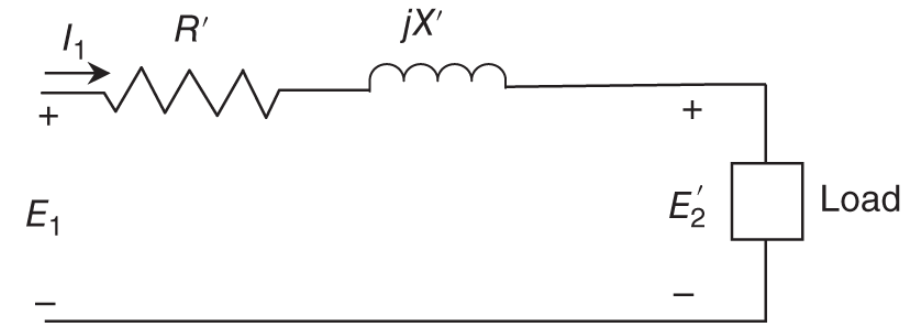 I₁
R′
jX′
+
+
E₁
E₂′
Load
−
−